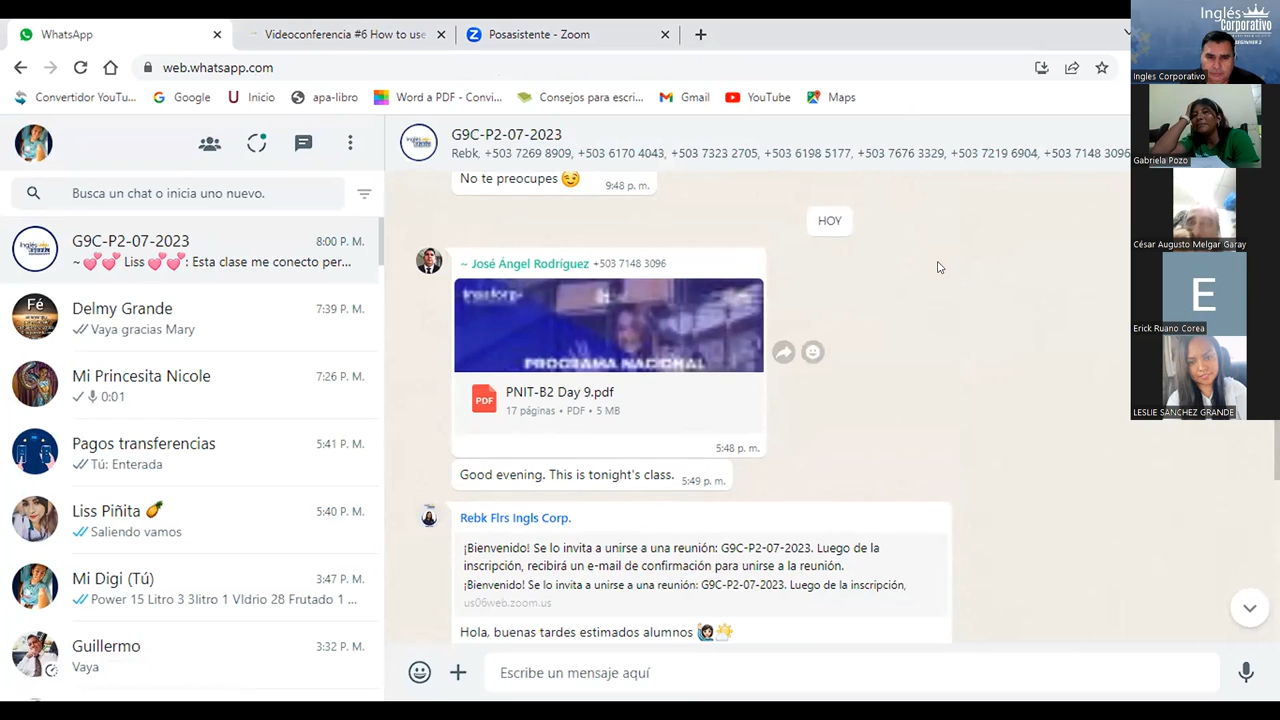 WhatsApp
Videoconferencia #6 How to use
Posasistente - Zoom
web.whatsapp.com
Convertidor YouTu...
Google
Inicio
apa-libro
Word a PDF - Convi...
Consejos para escri...
Gmail
YouTube
Maps
Inglés
Corporativo
BEGINNER 2
Ingles Corporativo
Gabriela Pozo
César Augusto Melgar Garay
E
Erick Ruano Corea
LESLIE SANCHEZ GRANDE
Busca un chat o inicia uno nuevo.
G9C-P2-07-2023
8:00 P. M.
~ 💕 Liss 💕: Esta clase me conecto per...
Fé
Delmy Grande
7:39 P. M.
Vaya gracias Mary
Mi Princesita Nicole
7:26 P. M.
0:01
Pagos transferencias
5:41 P. M.
Tú: Enterada
Liss Piñita 🍍
5:40 P. M.
Saliendo vamos
Mi Digi (Tú)
3:47 P. M.
Power 15 Litro 3 3litro 1 VIdrio 28 Frutado 1 ...
Guillermo
3:32 P. M.
Vaya
G9C-P2-07-2023
Rebk, +503 7269 8909, +503 6170 4043, +503 7323 2705, +503 6198 5177, +503 7676 3329, +503 7219 6904, +503 7148 3096
No te preocupes 😉
9:48 p. m.
HOY
~ José Ángel Rodríguez +503 7148 3096
PROGRAMA NACIONAL
PDF
PNIT-B2 Day 9.pdf
17 páginas • PDF • 5 MB
5:48 p. m.
Good evening. This is tonight's class.
5:49 p. m.
Rebk Flrs Ingls Corp.
¡Bienvenido! Se lo invita a unirse a una reunión: G9C-P2-07-2023. Luego de la
inscripción, recibirá un e-mail de confirmación para unirse a la reunión.
¡Bienvenido! Se lo invita a unirse a una reunión: G9C-P2-07-2023. Luego de la inscripción,
us06web.zoom.us
Hola, buenas tardes estimados alumnos
Escribe un mensaje aquí